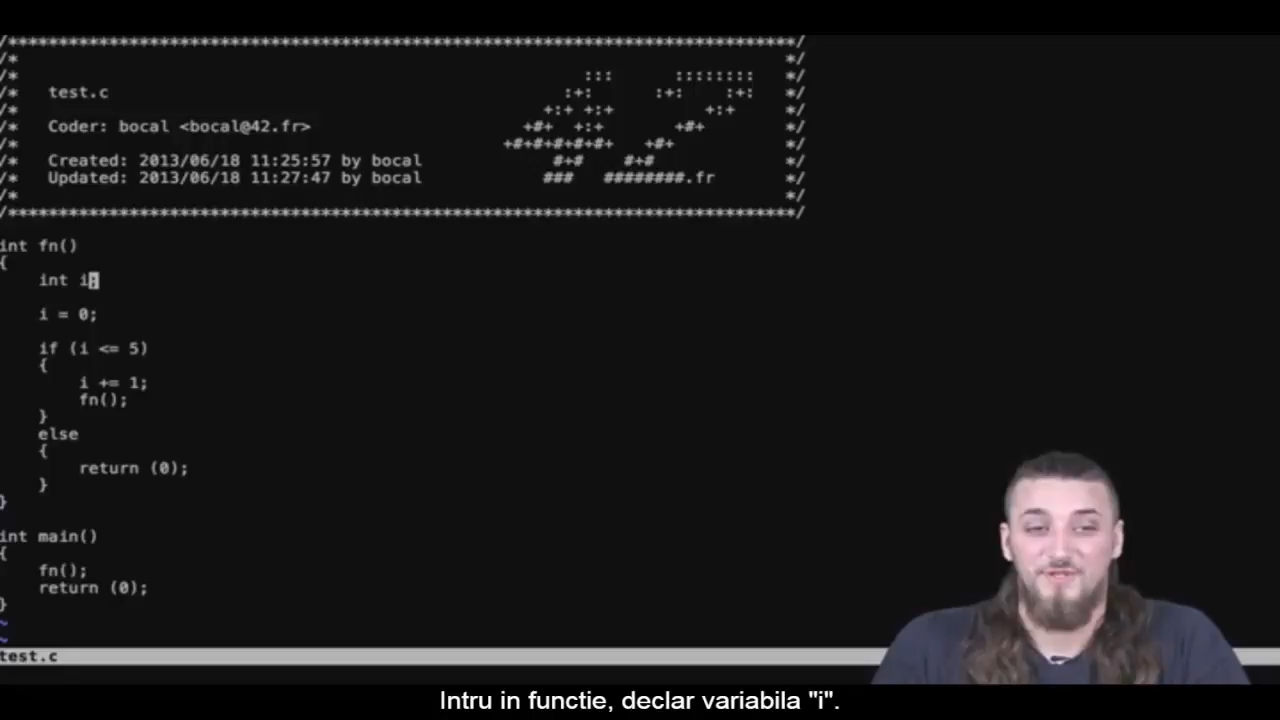 /******************************************************************************/
/* */
/* ::: :::::::: */
/* test.c :+: :+: :+: */
/* +:+ +:+ +:+ */
/* Coder: bocal <bocal@42.fr> +#+ +:+ +#+ */
/* +#+#+#+#+#+ +#+ */
/* Created: 2013/06/18 11:25:57 by bocal #+# #+# */
/* Updated: 2013/06/18 11:27:47 by bocal ### ########.fr */
/* */
/******************************************************************************/
int fn()
{
int i;
i = 0;
if (i <= 5)
{
i += 1;
fn();
}
else
{
return (0);
}
}
int main()
{
fn();
return (0);
}
~
~
test.c
Intru in functie, declar variabila "i".